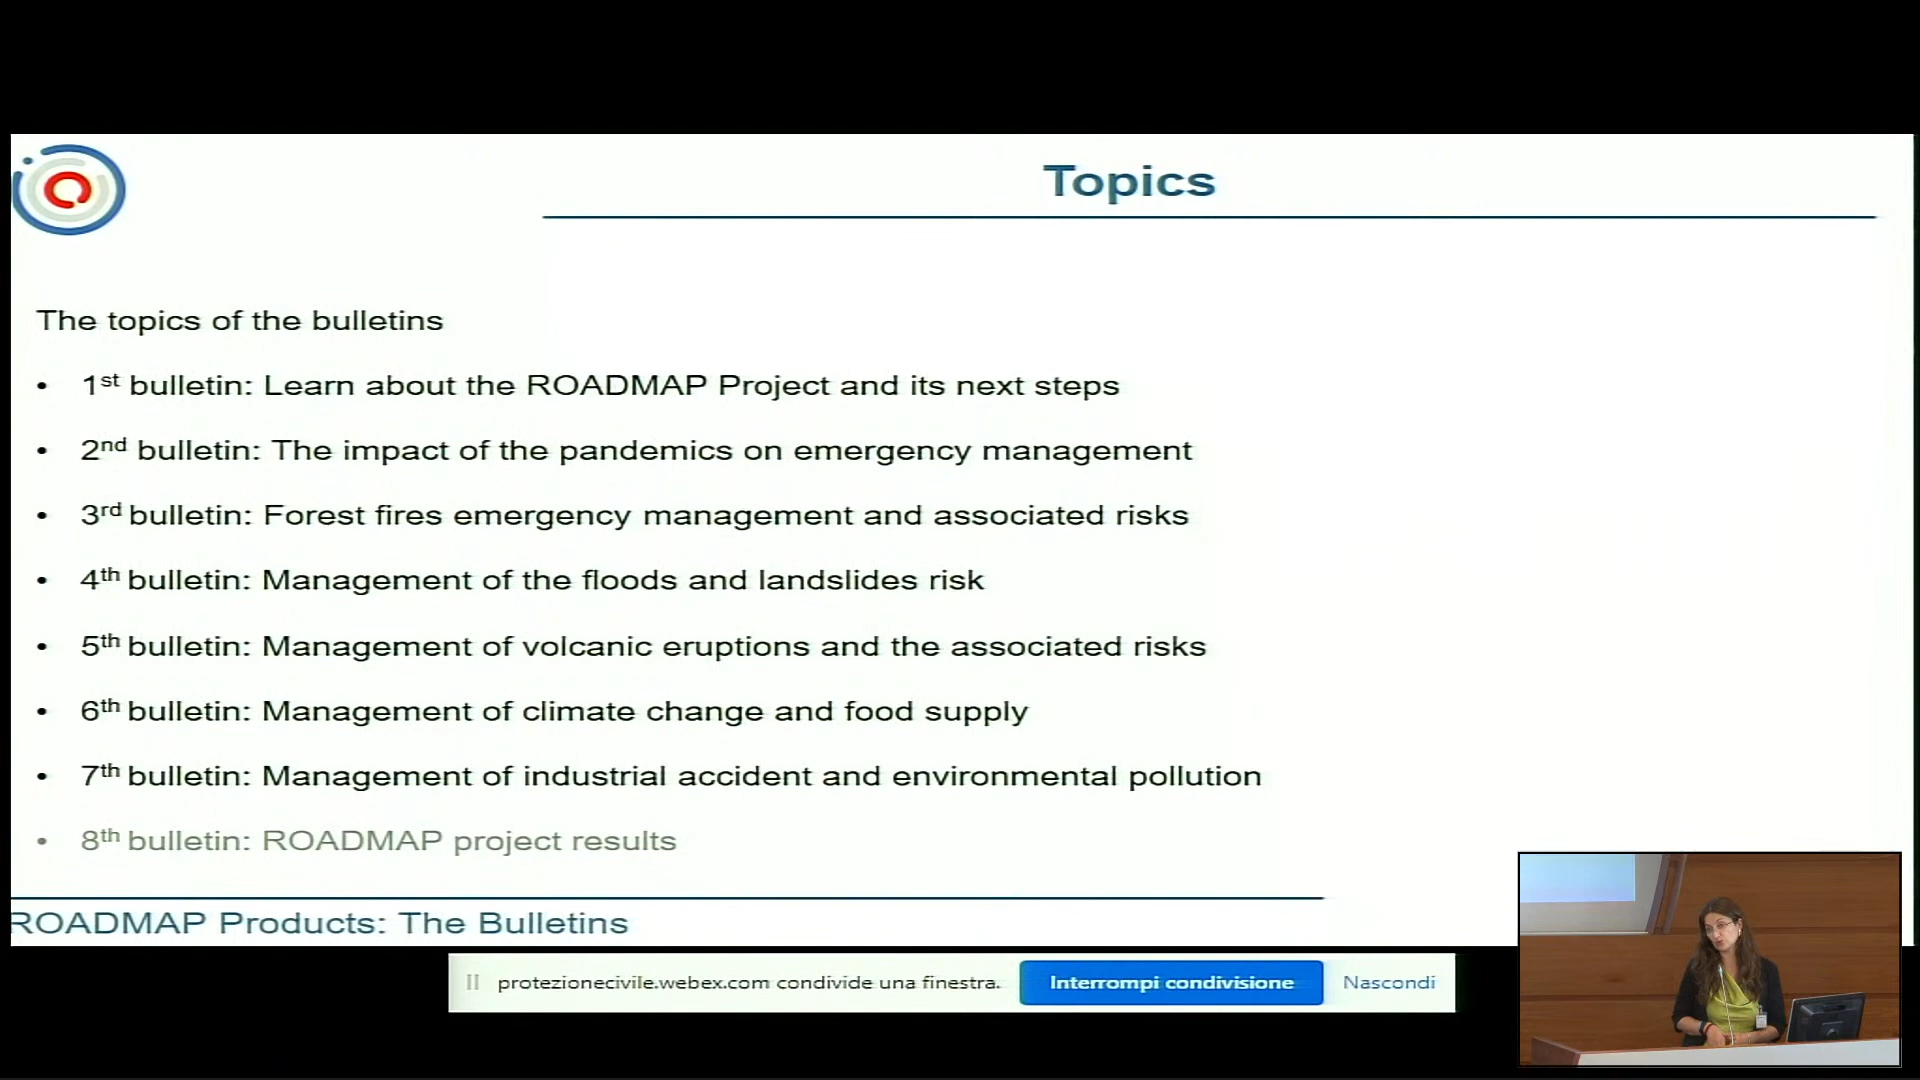 Topics
The topics of the bulletins
• 1st bulletin: Learn about the ROADMAP Project and its next steps
• 2nd bulletin: The impact of the pandemics on emergency management
• 3rd bulletin: Forest fires emergency management and associated risks
• 4th bulletin: Management of the floods and landslides risk
• 5th bulletin: Management of volcanic eruptions and the associated risks
• 6th bulletin: Management of climate change and food supply
• 7th bulletin: Management of industrial accident and environmental pollution
• 8th bulletin: ROADMAP project results
ROADMAP Products: The Bulletins
protezionecivile.webex.com condivide una finestra. Interrompi condivisione Nascondi